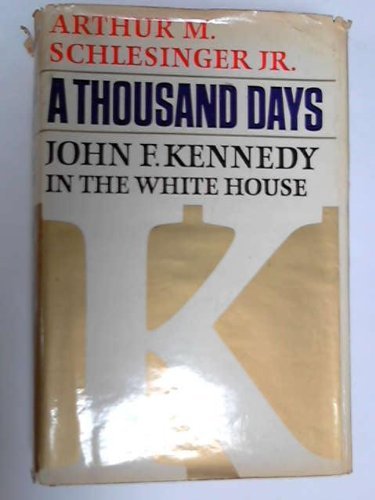 ARTHUR M.
SCHLESINGER JR.
A THOUSAND DAYS
JOHN F. KENNEDY
IN THE WHITE HOUSE
K